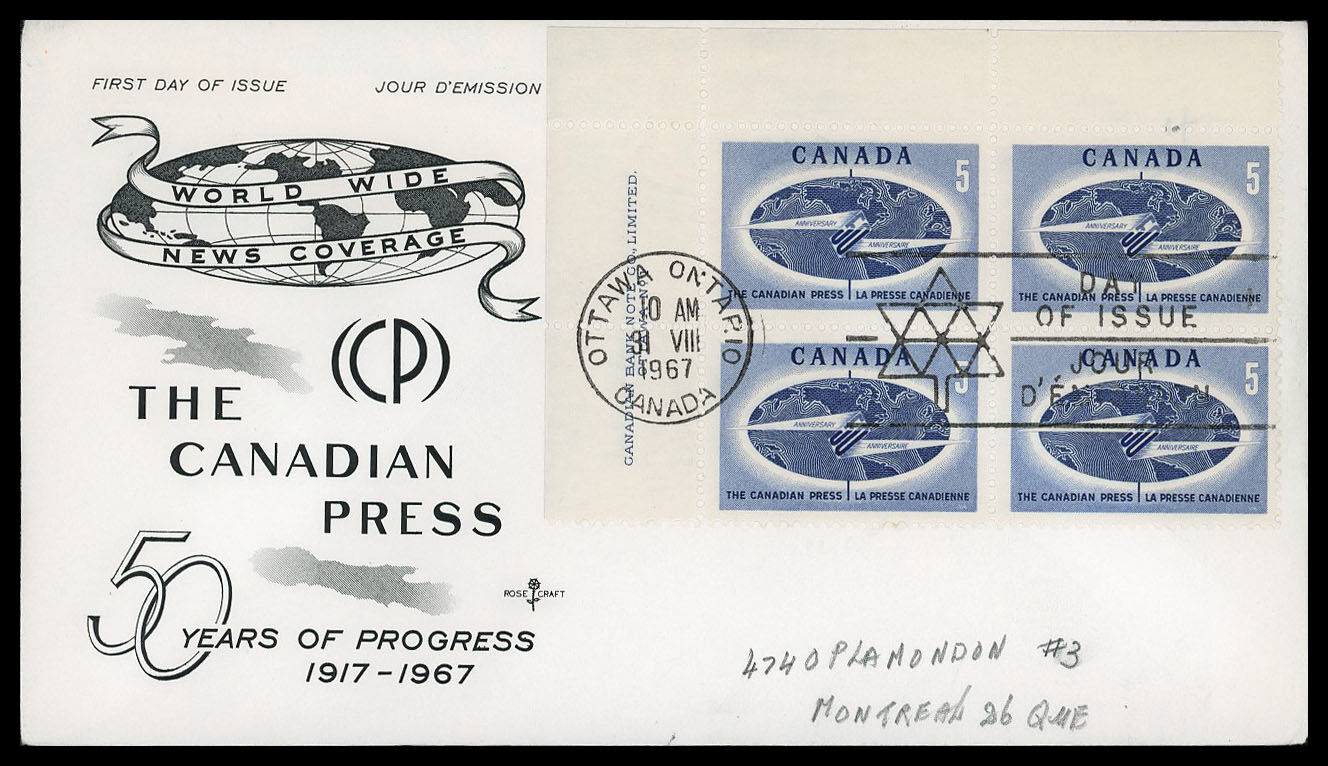 FIRST DAY OF ISSUE JOUR D'EMISSION
WORLD WIDE
NEWS COVERAGE
(CP)
THE
CANADIAN
PRESS
50
YEARS OF PROGRESS
1917-1967
ROSE CRAFT
CANADIAN BANK NOTE CO. LIMITED.
OTTAWA ONTARIO
10 AM
31 VIII
1967
CANADA
CANADA 5
ANNIVERSARY
ANNIVERSAIRE
THE CANADIAN PRESS | LA PRESSE CANADIENNE
CANADA 5
ANNIVERSARY
ANNIVERSAIRE
THE CANADIAN PRESS | LA PRESSE CANADIENNE
DAY
OF ISSUE
JOUR
CANADA 5
ANNIVERSARY
ANNIVERSAIRE
THE CANADIAN PRESS | LA PRESSE CANADIENNE
CANADA 5
ANNIVERSARY
ANNIVERSAIRE
THE CANADIAN PRESS | LA PRESSE CANADIENNE
4740 PLAMONDON #3
MONTREAL 26 QUE